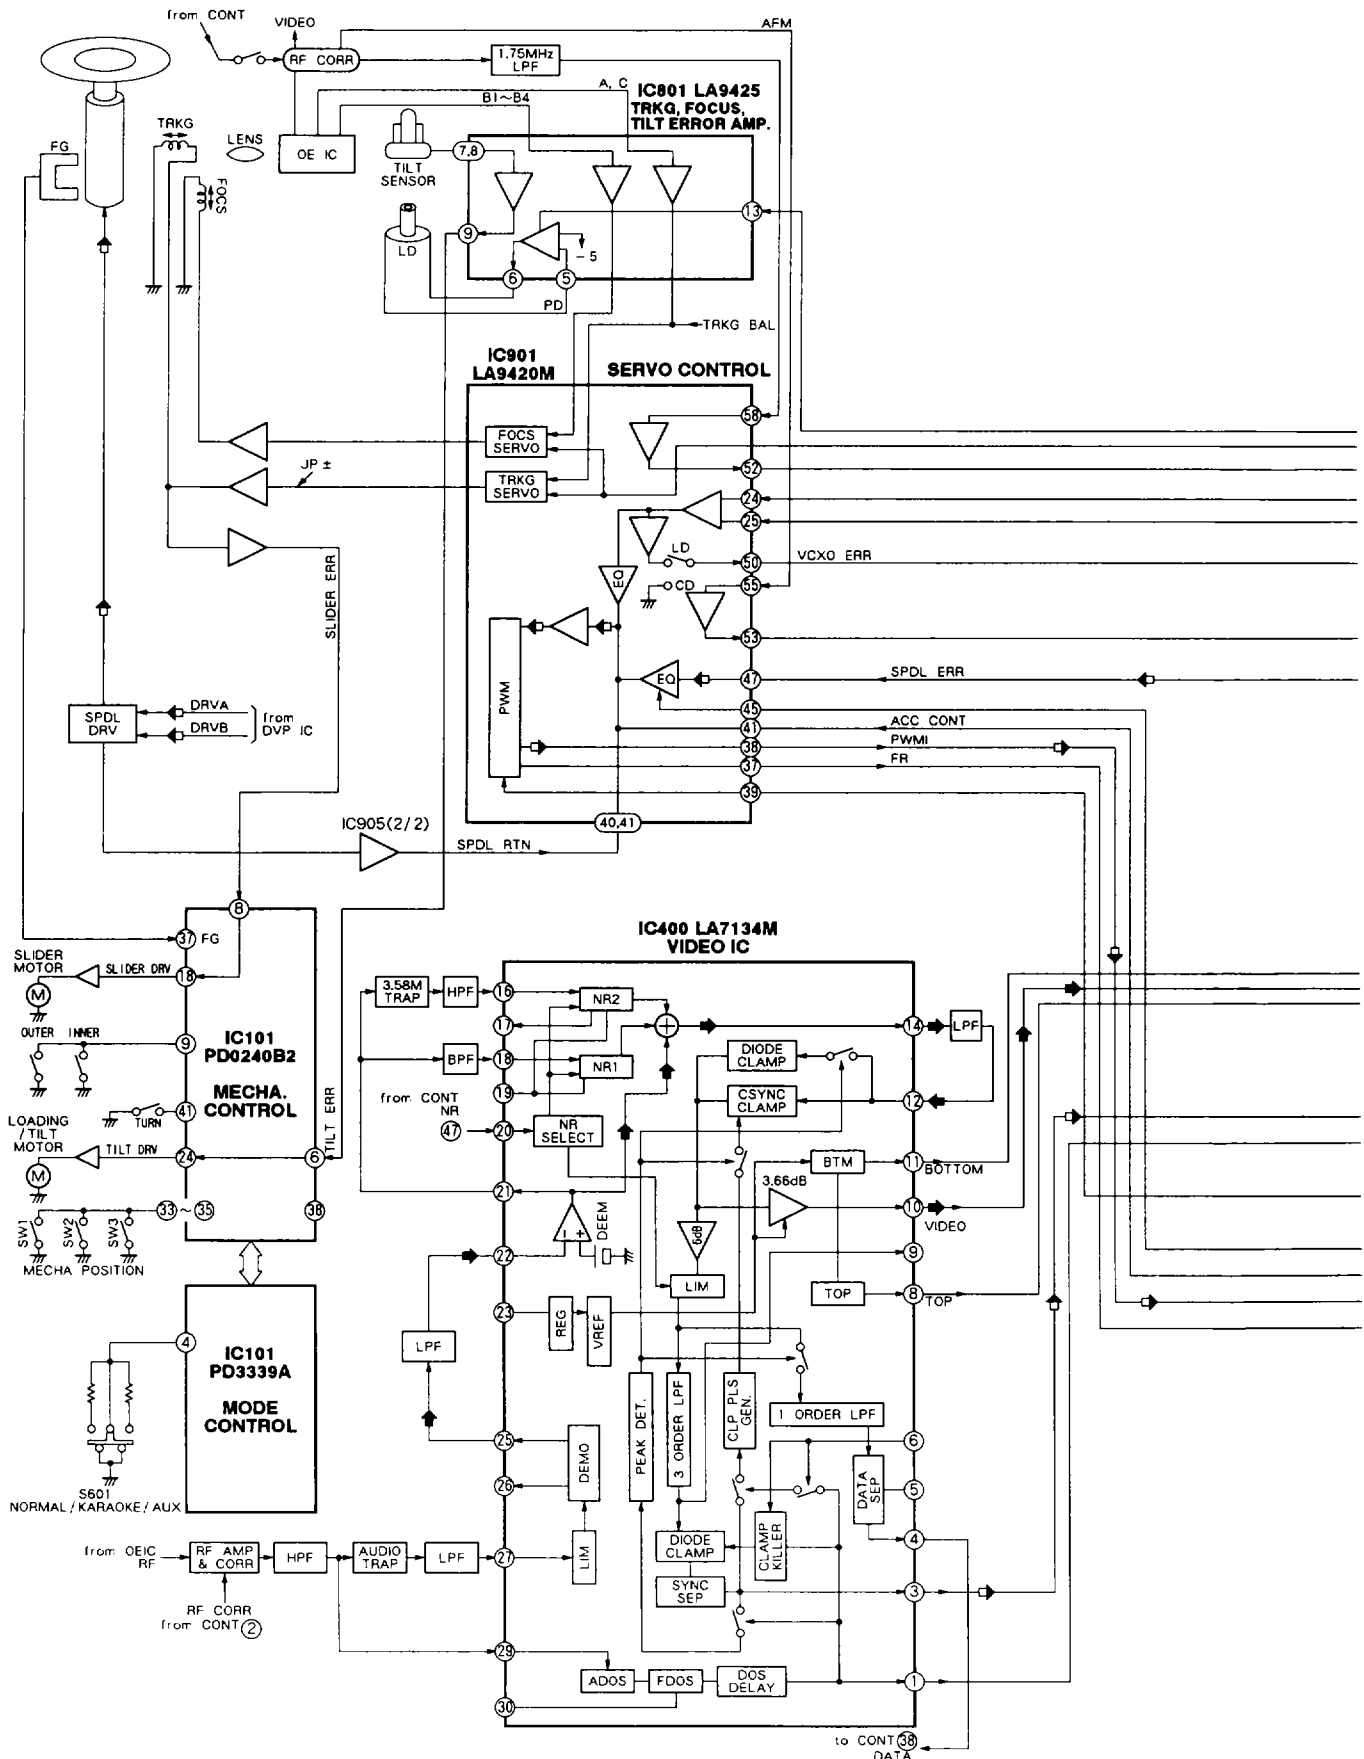 from CONT
VIDEO
AFM
RF CORR
1.75MHz
LPF
A, C
B1~B4
IC801 LA9425
TRKG, FOCUS,
TILT ERROR AMP.
TRKG
FG
LENS
OE IC
FOCS
TILT
SENSOR
7,8
13
9
LD
-5
6
5
PD
TRKG BAL
IC901
LA9420M
SERVO CONTROL
58
FOCS
SERVO
52
JP ±
TRKG
SERVO
24
25
LD
50
VCXO ERR
EQ
CD
55
SLIDER ERR
53
PWM
EQ
47
SPDL ERR
45
SPDL
DRV
DRVA
DRVB
from
DVP IC
41
ACC CONT
38
PWMI
37
FR
39
IC905(2/2)
40,41
SPDL RTN
8
37
FG
SLIDER
MOTOR
M
SLIDER DRV
18
OUTER
INNER
9
IC101
PD0240B2
MECHA.
CONTROL
TILT ERR
41
TURN
LOADING
/TILT
MOTOR
M
TILT DRV
24
6
33
~
35
38
SW1
SW2
SW3
MECHA POSITION
4
IC101
PD3339A
MODE
CONTROL
S601
NORMAL/KARAOKE/AUX
IC400 LA7134M
VIDEO IC
3.58M
TRAP
HPF
16
NR2
17
14
LPF
BPF
18
NR1
DIODE
CLAMP
19
CSYNC
CLAMP
12
from CONT
NR
47
20
NR
SELECT
BTM
11
BOTTOM
21
3.66dB
10
VIDEO
DEEM
6dB
22
9
LIM
TOP
8
TOP
23
REG
VREF
LPF
PEAK DET.
3 ORDER LPF
CLP PLS
GEN.
1 ORDER LPF
25
DEMO
6
26
DATA
SEP
5
4
CLAMP
KILLER
DIODE
CLAMP
from OEIC
RF
RF AMP
& CORR
HPF
AUDIO
TRAP
LPF
27
LIM
SYNC
SEP
3
RF CORR
from CONT 2
29
ADOS
FDOS
DOS
DELAY
1
30
to CONT 38
DATA